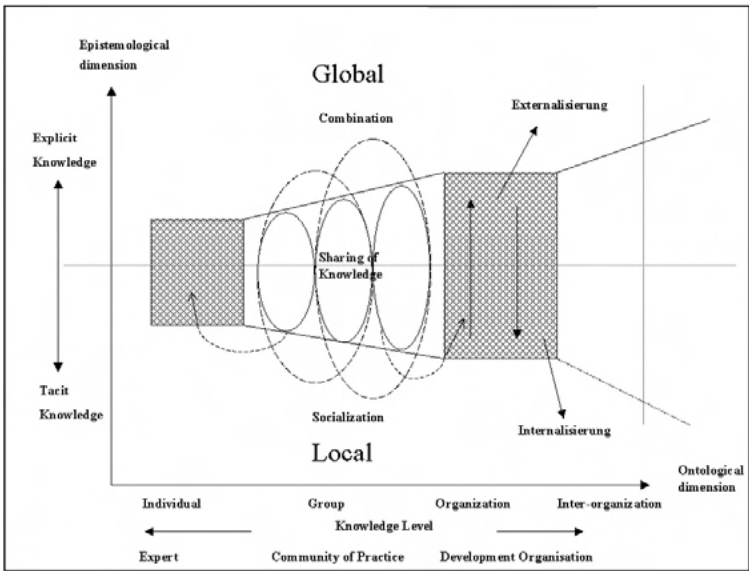 Epistemological
dimension
Global
Externalisierung
Combination
Explicit
Knowledge
Sharing of
Knowledge
Tacit
Knowledge
Socialization
Internalisierung
Local
Ontological
dimension
Individual Group Organization Inter-organization
Knowledge Level
Expert Community of Practice Development Organisation